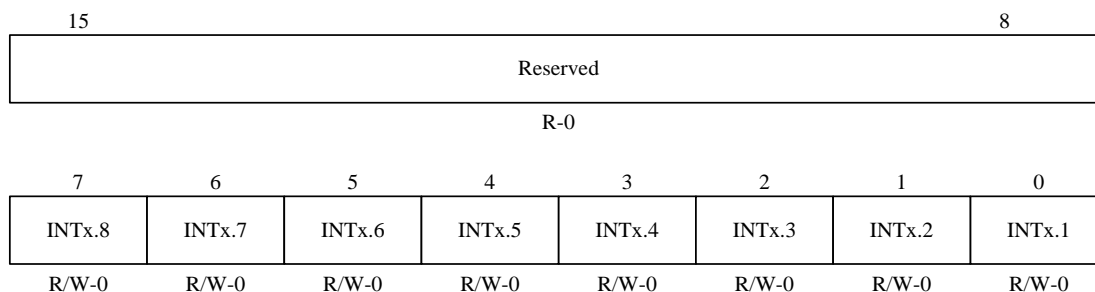 15 8
Reserved
R-0
7 6 5 4 3 2 1 0
INTx.8 INTx.7 INTx.6 INTx.5 INTx.4 INTx.3 INTx.2 INTx.1
R/W-0 R/W-0 R/W-0 R/W-0 R/W-0 R/W-0 R/W-0 R/W-0